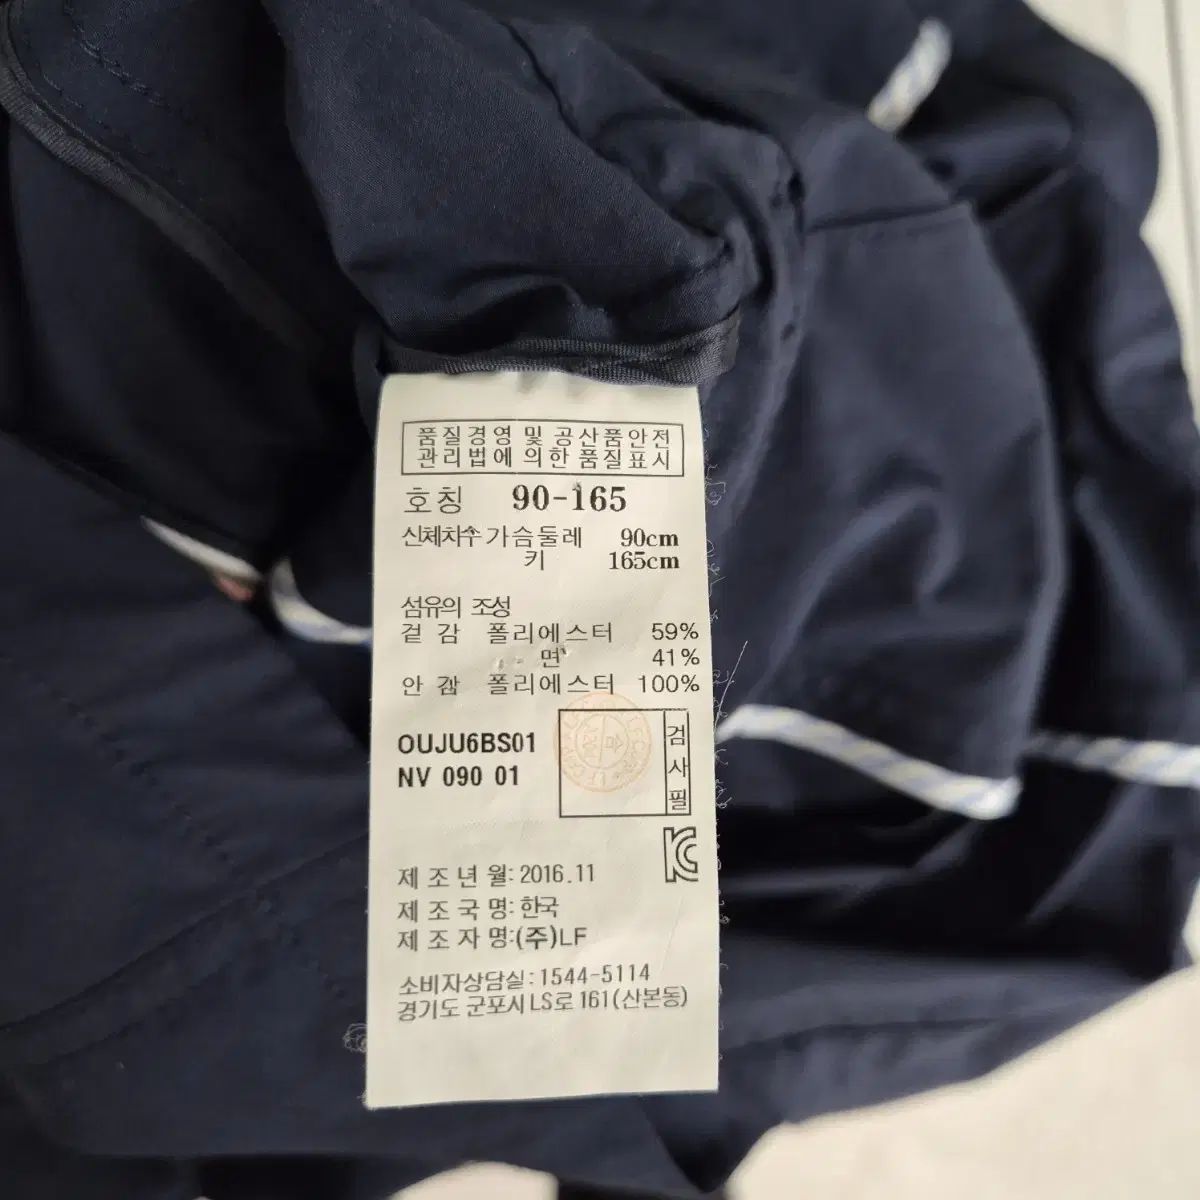 품질경영 및 공산품안전
관리법에 의한 품질표시
호칭 90-165
신체치수 가슴둘레 90cm
키 165cm
섬유의 조성
겉감 폴리에스터 59%
면 41%
안감 폴리에스터 100%
OUJU6BS01
NV 090 01
검사필
제조년월: 2016.11
제조국명: 한국
제조자명:(주)LF
소비자상담실: 1544-5114
경기도 군포시 LS로 161(산본동)